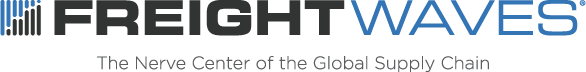 FREIGHTWAVES®
The Nerve Center of the Global Supply Chain